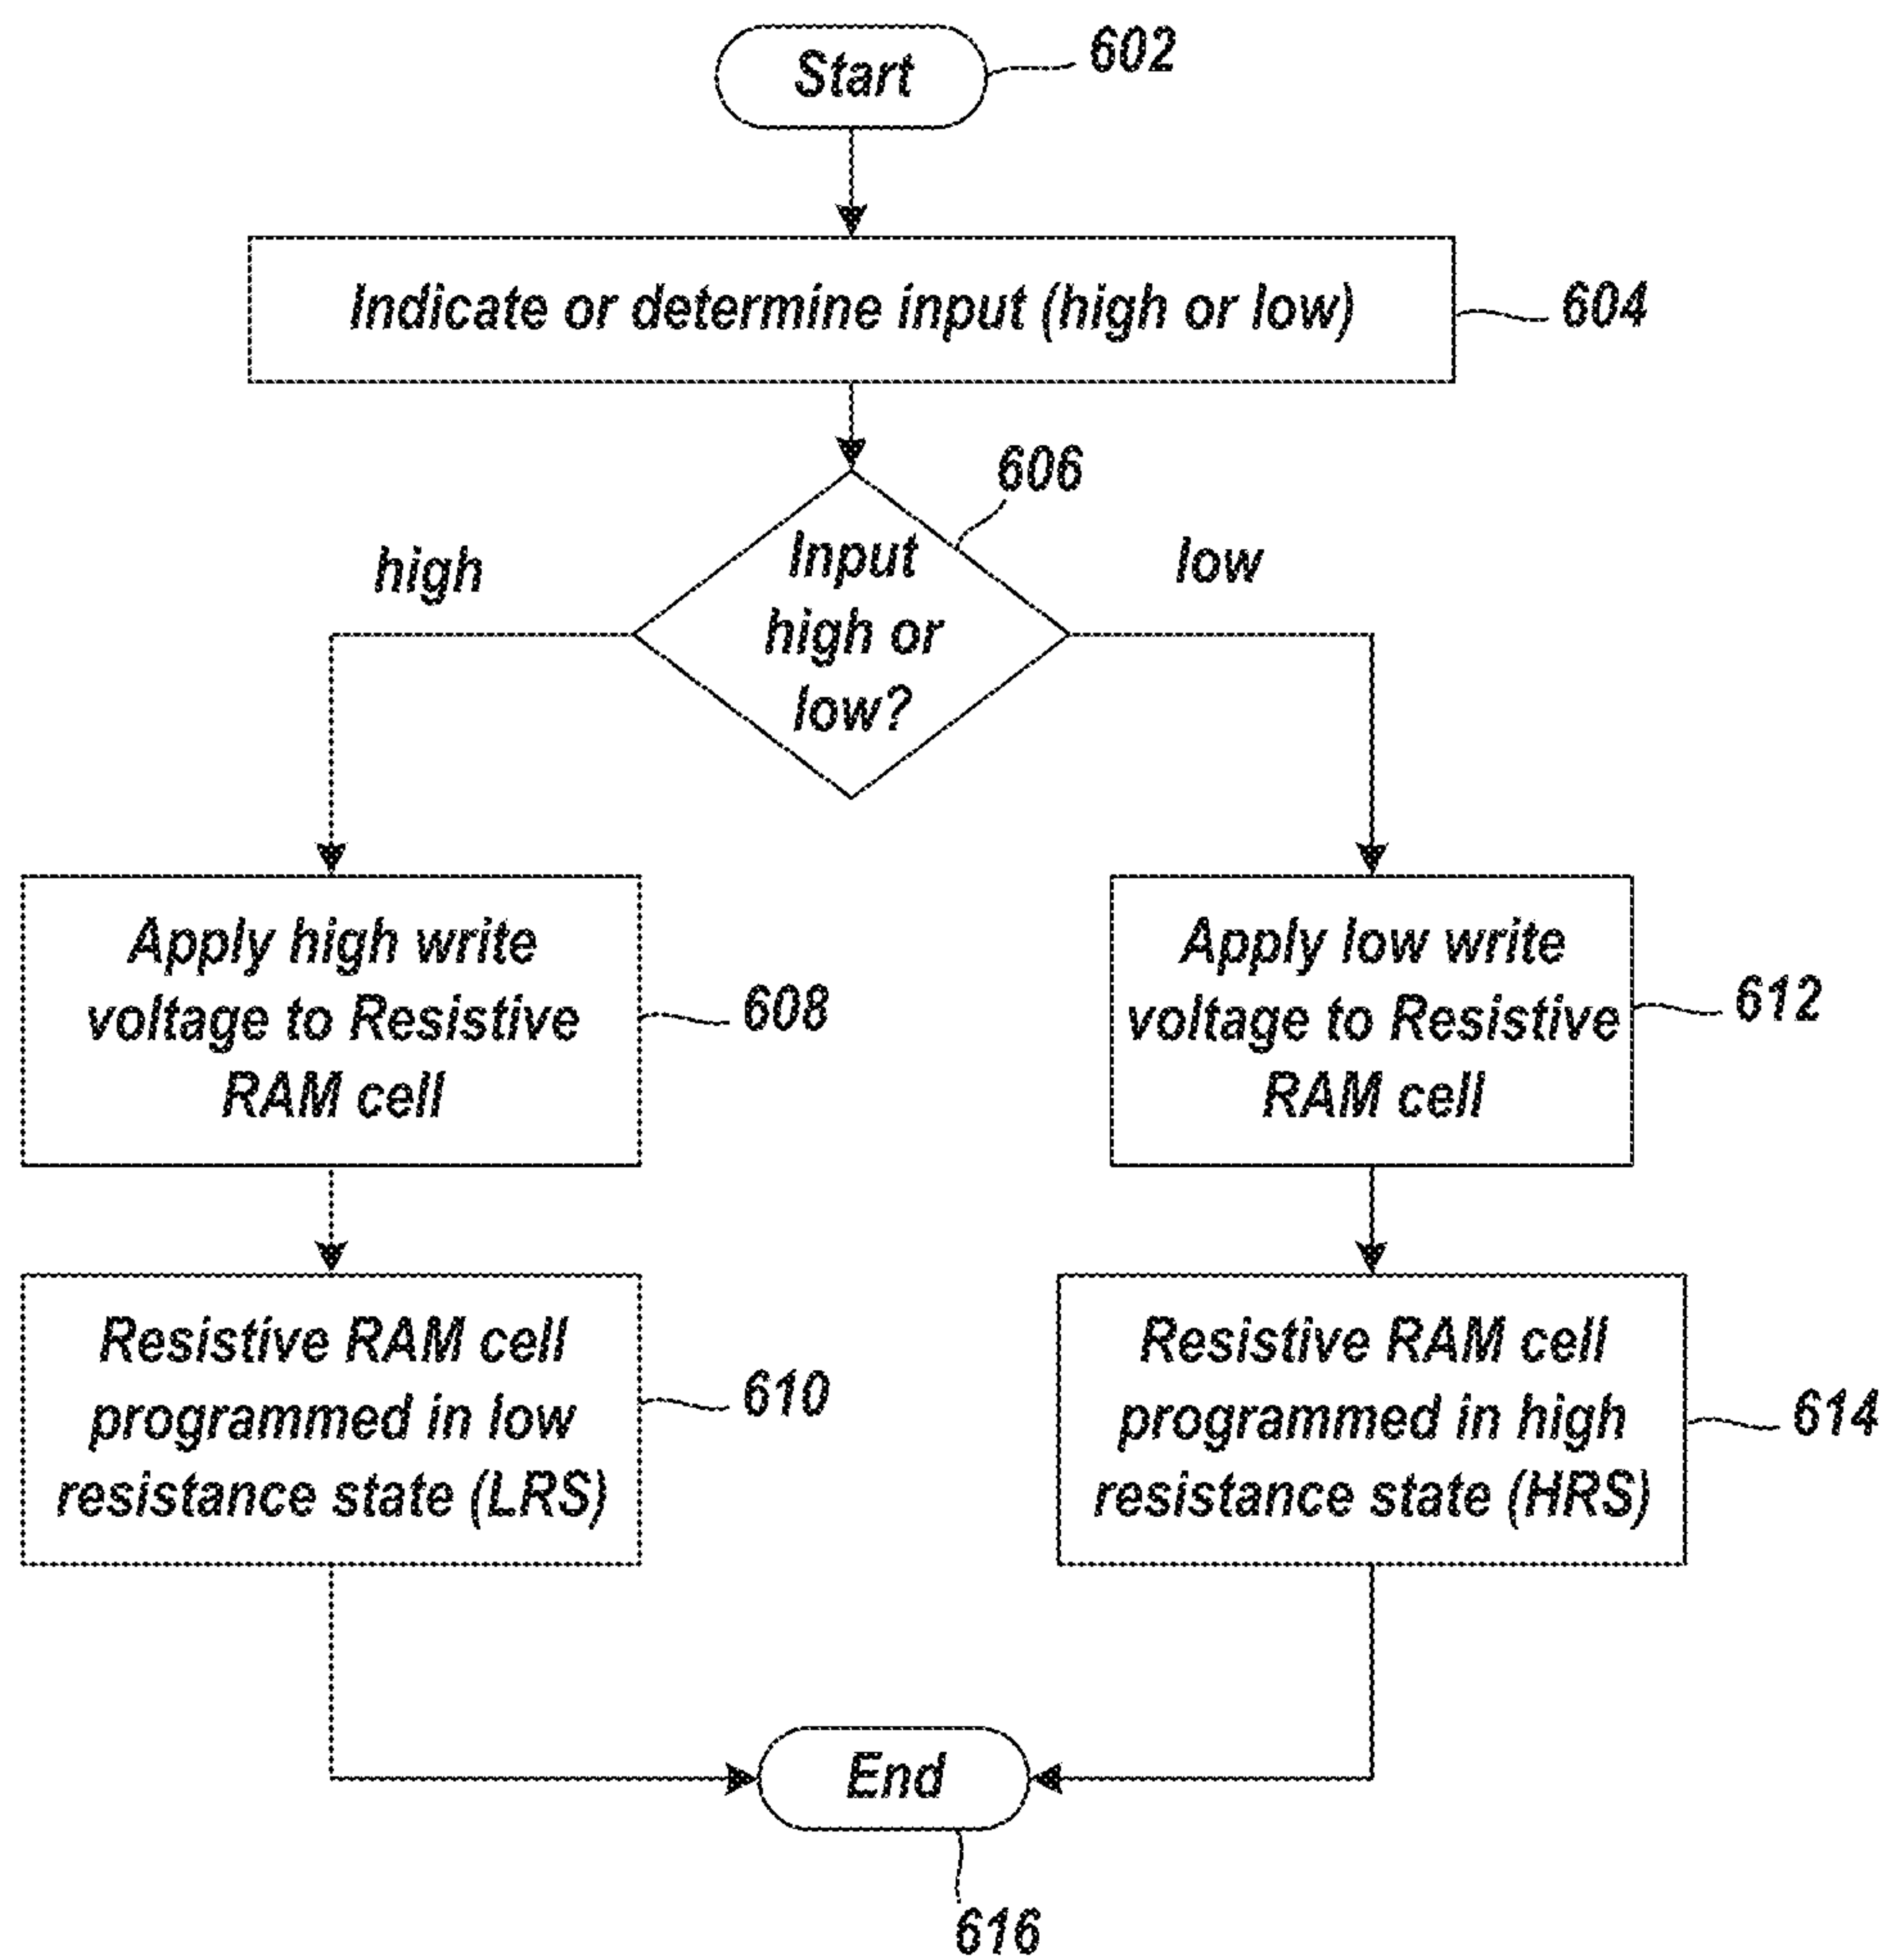 Start
602
Indicate or determine input (high or low)
604
606
high
Input
high or
low?
low
Apply high write
voltage to Resistive
RAM cell
608
Apply low write
voltage to Resistive
RAM cell
612
Resistive RAM cell
programmed in low
resistance state (LRS)
610
Resistive RAM cell
programmed in high
resistance state (HRS)
614
End
616